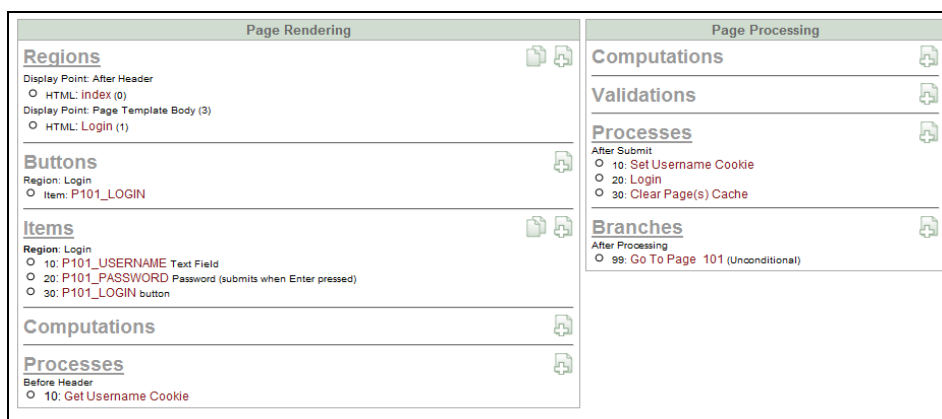 Page Rendering
Regions
Display Point: After Header
HTML: index (0)
Display Point: Page Template Body (3)
HTML: Login (1)
Buttons
Region: Login
Item: P101_LOGIN
Items
Region: Login
10: P101_USERNAME Text Field
20: P101_PASSWORD Password (submits when Enter pressed)
30: P101_LOGIN button
Computations
Processes
Before Header
10: Get Username Cookie
Page Processing
Computations
Validations
Processes
After Submit
10: Set Username Cookie
20: Login
30: Clear Page(s) Cache
Branches
After Processing
99: Go To Page 101 (Unconditional)